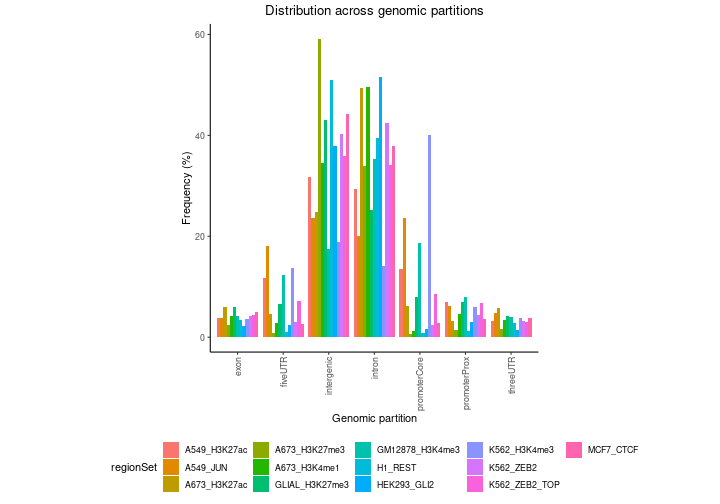 Distribution across genomic partitions
Frequency (%)
60
40
20
0
exon
fiveUTR
intergenic
intron
promoterCore
promoterProx
threeUTR
Genomic partition
regionSet
A549_H3K27ac
A673_H3K27me3
GM12878_H3K4me3
K562_H3K4me3
MCF7_CTCF
A549_JUN
A673_H3K4me1
H1_REST
K562_ZEB2
A673_H3K27ac
GLIAL_H3K27me3
HEK293_GLI2
K562_ZEB2_TOP